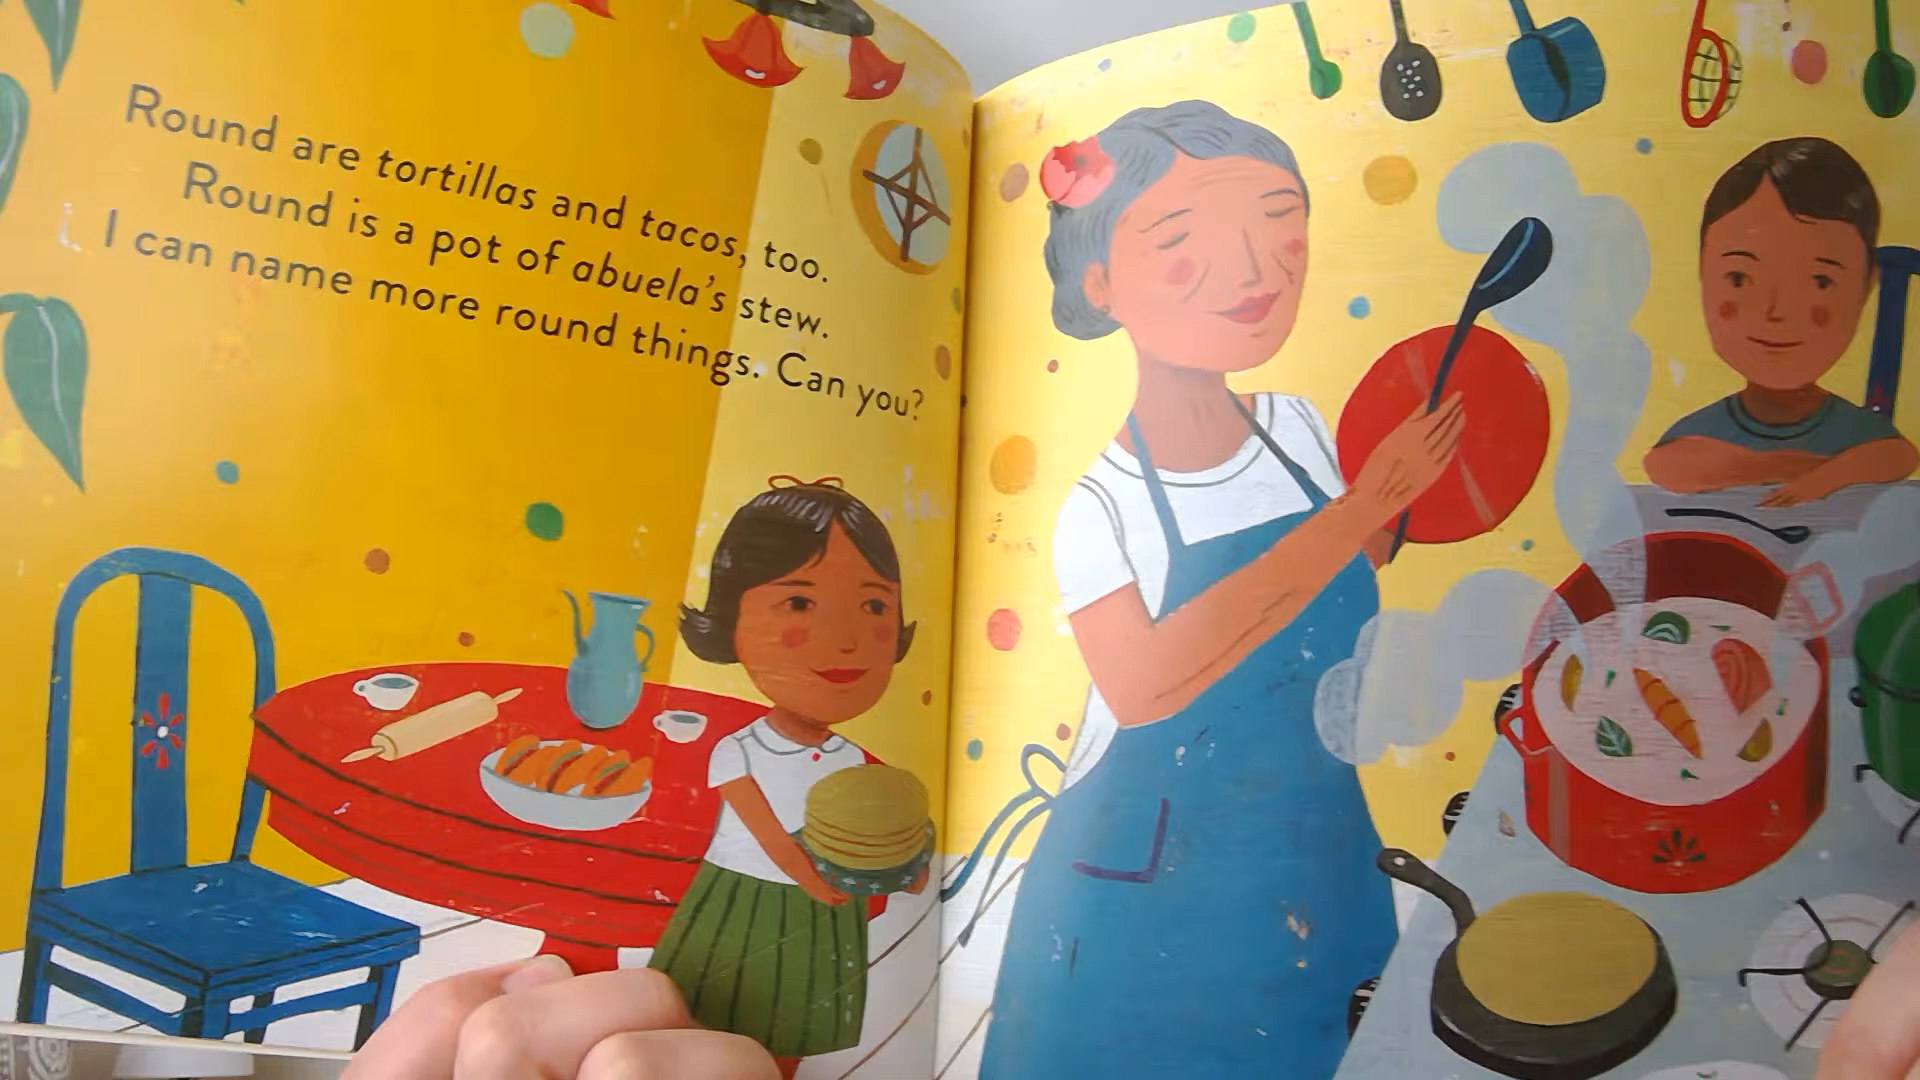 Round are tortillas and tacos, too.
Round is a pot of abuela's stew.
I can name more round things. Can you?